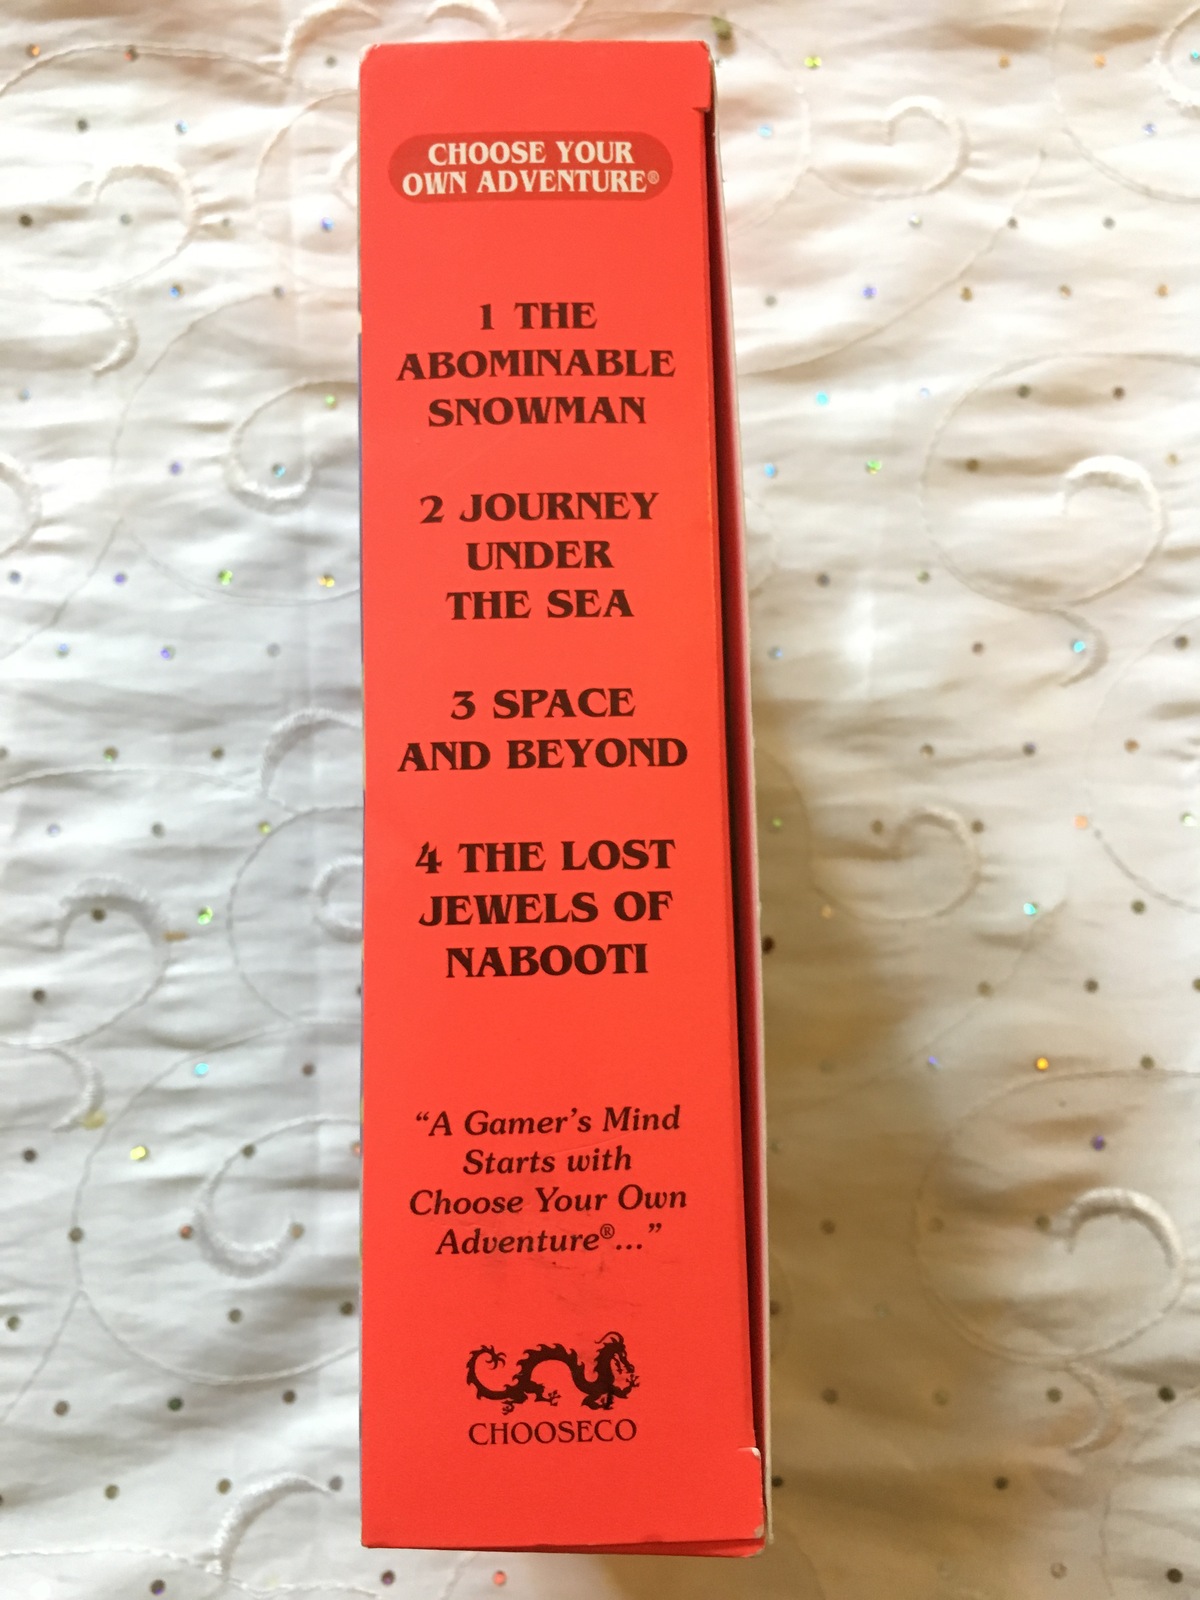 CHOOSE YOUR
OWN ADVENTURE®
1 THE
ABOMINABLE
SNOWMAN
2 JOURNEY
UNDER
THE SEA
3 SPACE
AND BEYOND
4 THE LOST
JEWELS OF
NABOOTI
“A Gamer’s Mind
Starts with
Choose Your Own
Adventure®...”
CHOOSECO